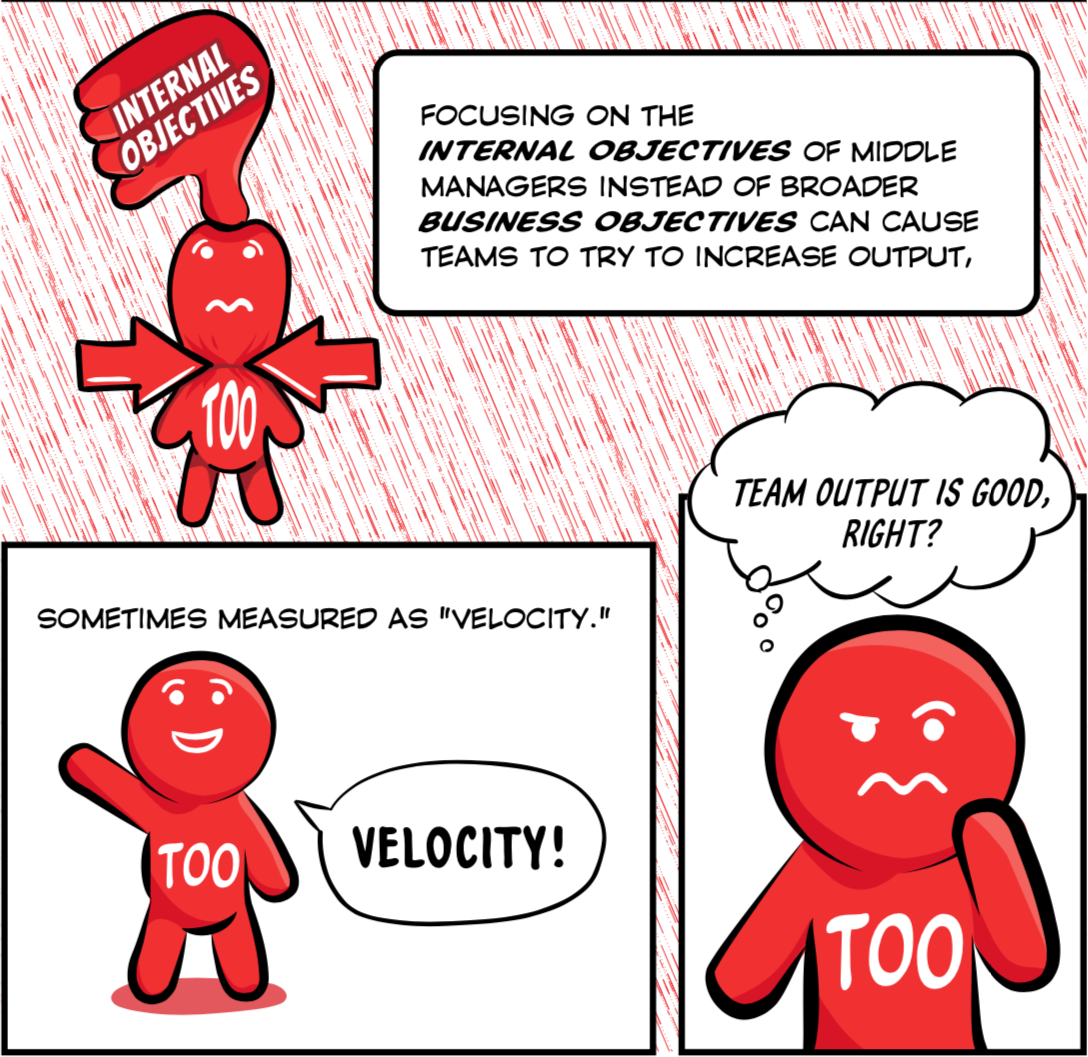 INTERNAL
OBJECTIVES
FOCUSING ON THE
INTERNAL OBJECTIVES OF MIDDLE
MANAGERS INSTEAD OF BROADER
BUSINESS OBJECTIVES CAN CAUSE
TEAMS TO TRY TO INCREASE OUTPUT,
TOO
SOMETIMES MEASURED AS "VELOCITY."
VELOCITY!
TOO
TEAM OUTPUT IS GOOD,
RIGHT?
TOO